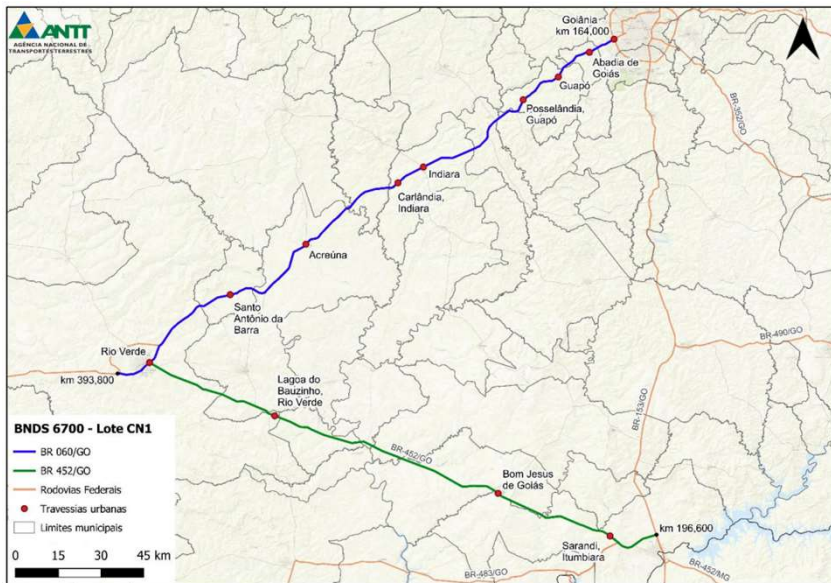 ANTT
AGÊNCIA NACIONAL DE
TRANSPORTES TERRESTRES
Goiânia
km 164,000
Abadia de
Goiás
Guapó
Posselândia,
Guapó
BR-352/GO
Indiara
Carlândia,
Indiara
Acreúna
Santo
Antônio da
Barra
Rio Verde
km 393,800
BR-490/GO
Lagoa do
Bauzinho,
Rio Verde
BR-153/GO
BR-452/GO
Bom Jesus
de Goiás
km 196,600
Sarandi,
Itumbiara
BR-483/GO
BR-452/MG
BNDS 6700 - Lote CN1
BR 060/GO
BR 452/GO
Rodovias Federais
Travessias urbanas
Limites municipais
0 15 30 45 km